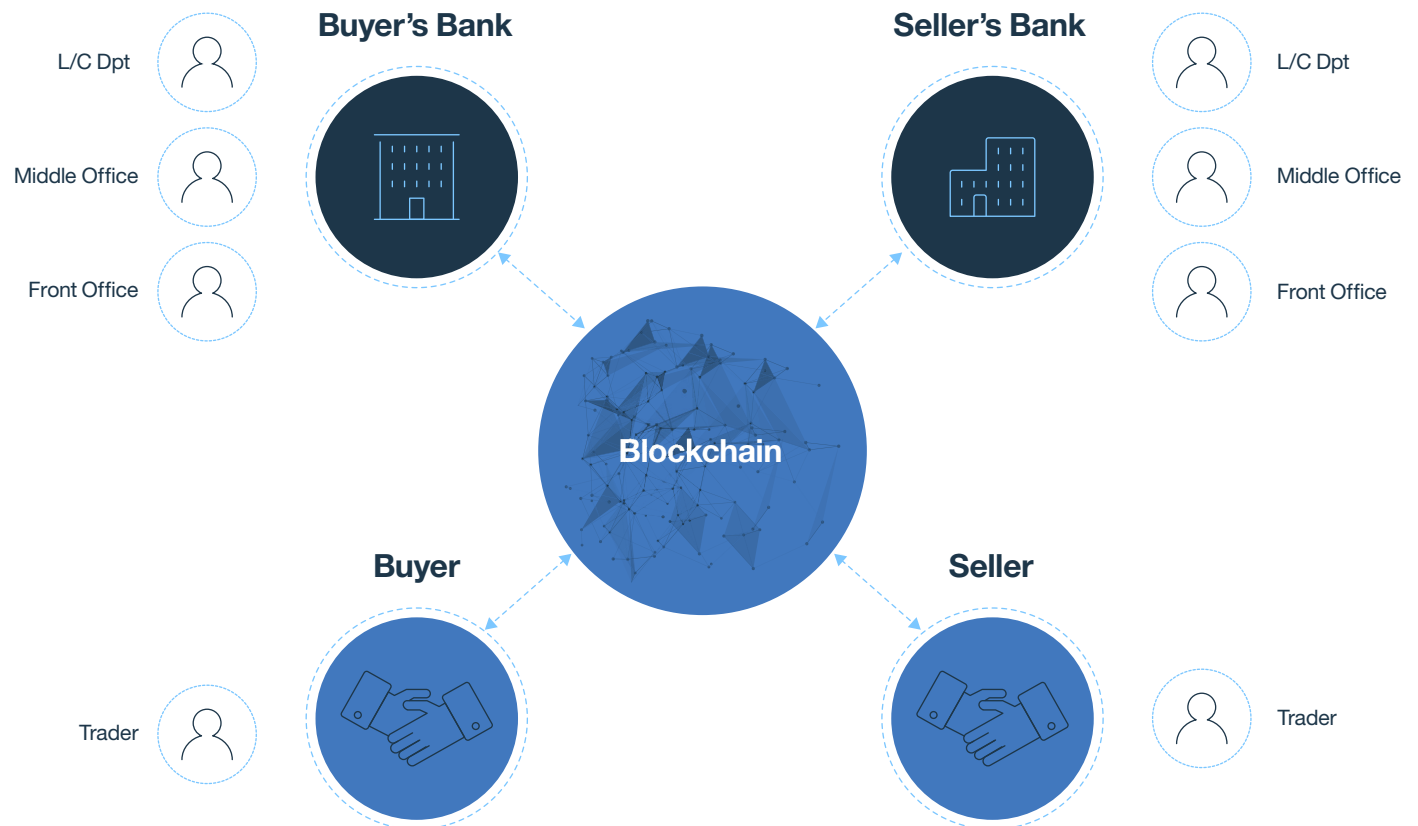 Buyer’s Bank
Seller’s Bank
L/C Dpt
L/C Dpt
Middle Office
Middle Office
Front Office
Front Office
Blockchain
Buyer
Seller
Trader
Trader